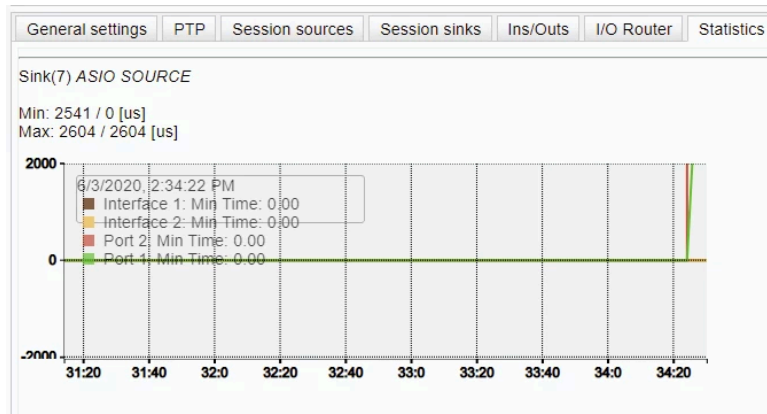 General settings PTP Session sources Session sinks Ins/Outs I/O Router Statistics
Sink(7) ASIO SOURCE
Min: 2541 / 0 [us]
Max: 2604 / 2604 [us]
2000
6/3/2020, 2:34:22 PM
Interface 1: Min Time: 0.00
Interface 2: Min Time: 0.00
Port 2: Min Time: 0.00
0
Port 1: Min Time: 0.00
-2000
31:20 31:40 32:0 32:20 32:40 33:0 33:20 33:40 34:0 34:20